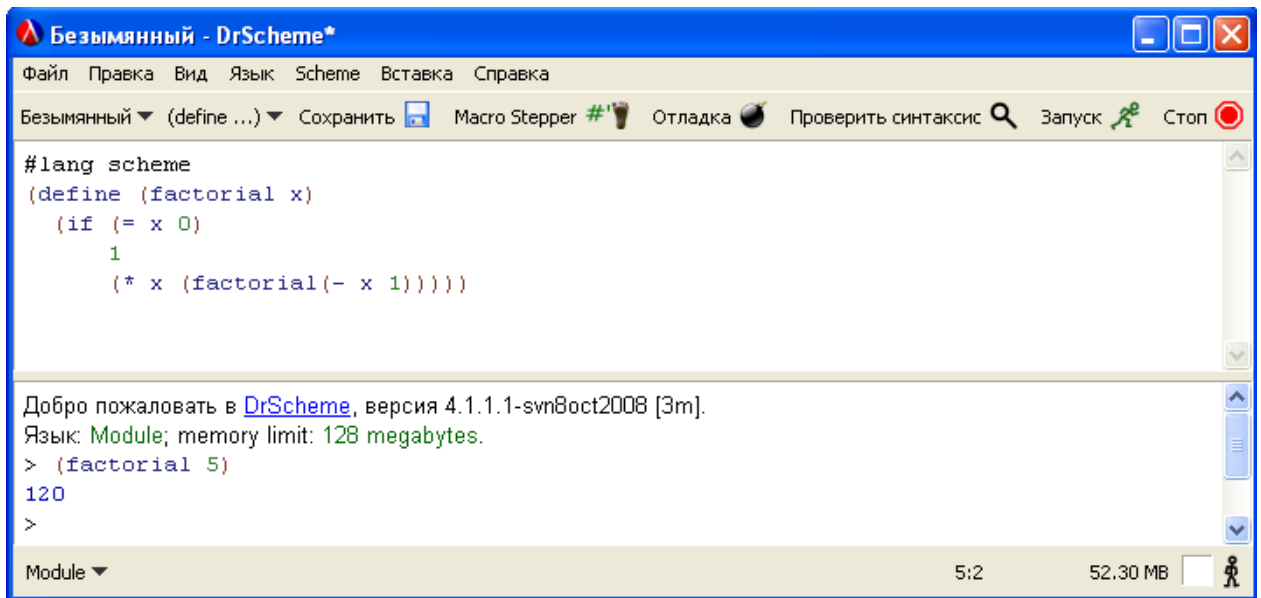 Безымянный - DrScheme*
Файл Правка Вид Язык Scheme Вставка Справка
Безымянный (define ...) Сохранить Macro Stepper #' Отладка Проверить синтаксис Запуск Стоп
#lang scheme
(define (factorial x)
  (if (= x 0)
      1
      (* x (factorial(- x 1)))))
Добро пожаловать в DrScheme, версия 4.1.1.1-svn8oct2008 [3m].
Язык: Module; memory limit: 128 megabytes.
> (factorial 5)
120
>
Module 5:2 52.30 MB